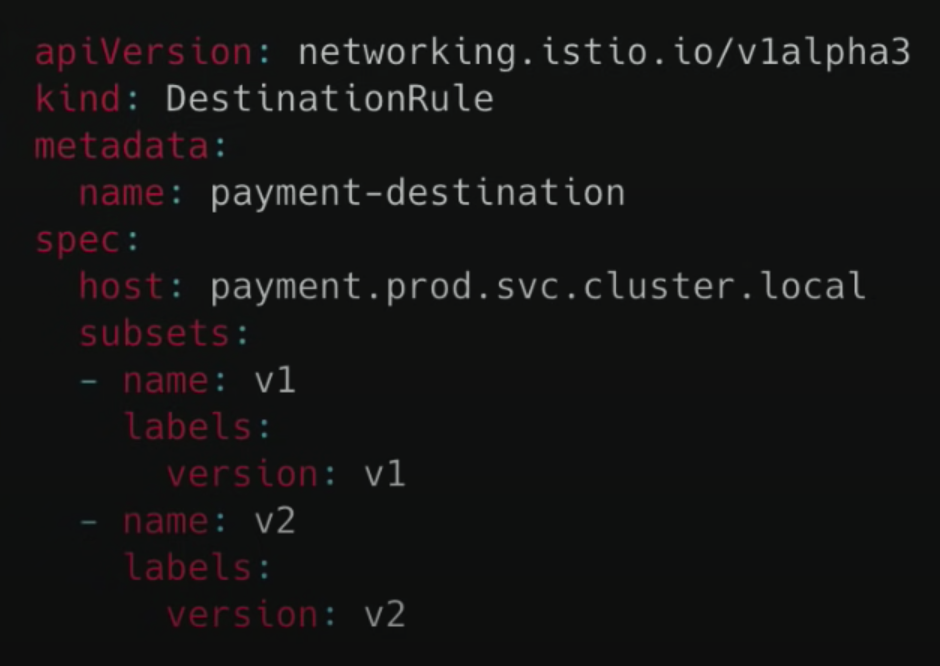 apiVersion: networking.istio.io/v1alpha3
kind: DestinationRule
metadata:
  name: payment-destination
spec:
  host: payment.prod.svc.cluster.local
  subsets:
  - name: v1
    labels:
      version: v1
  - name: v2
    labels:
      version: v2